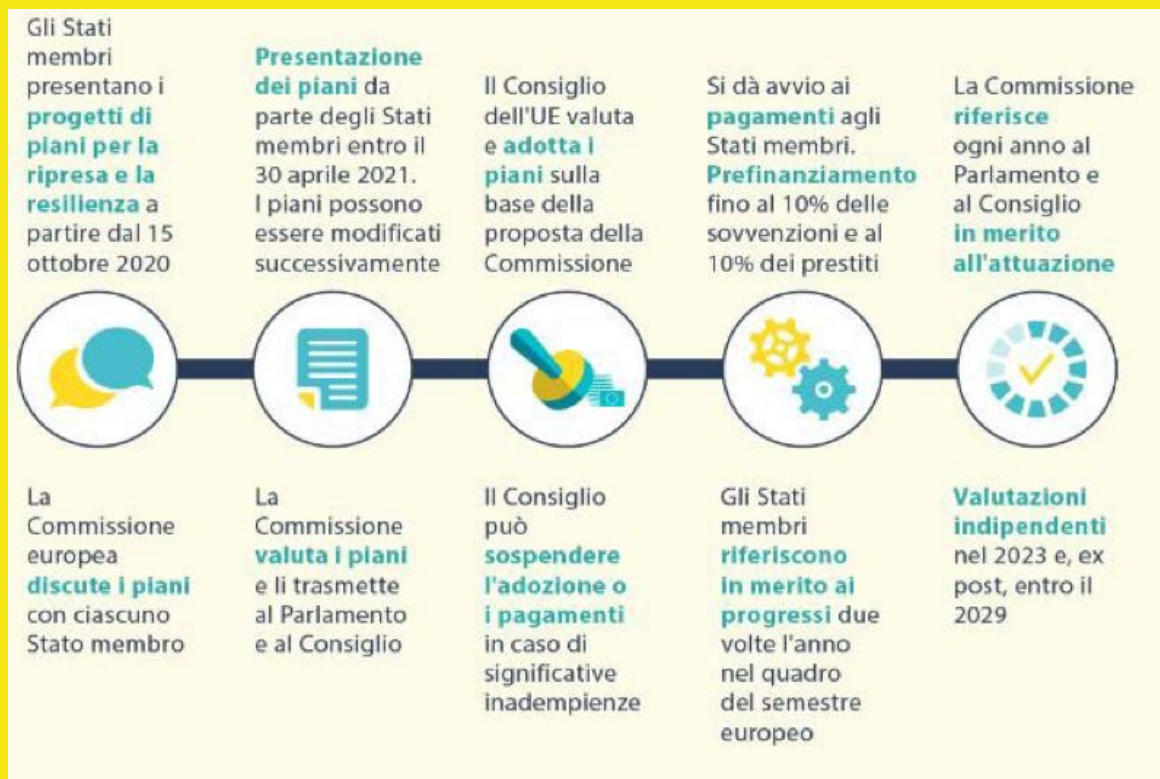 Gli Stati
membri
presentano i
progetti di
piani per la
ripresa e la
resilienza a
partire dal 15
ottobre 2020
Presentazione
dei piani da
parte degli Stati
membri entro il
30 aprile 2021.
I piani possono
essere modificati
successivamente
Il Consiglio
dell'UE valuta
e adotta i
piani sulla
base della
proposta della
Commissione
Si dà avvio ai
pagamenti agli
Stati membri.
Prefinanziamento
fino al 10% delle
sovvenzioni e al
10% dei prestiti
La Commissione
riferisce
ogni anno al
Parlamento e
al Consiglio
in merito
all'attuazione
La
Commissione
europea
discute i piani
con ciascuno
Stato membro
La
Commissione
valuta i piani
e li trasmette
al Parlamento
e al Consiglio
Il Consiglio
può
sospendere
l'adozione o
i pagamenti
in caso di
significative
inadempienze
Gli Stati
membri
riferiscono
in merito ai
progressi due
volte l'anno
nel quadro
del semestre
europeo
Valutazioni
indipendenti
nel 2023 e, ex
post, entro il
2029